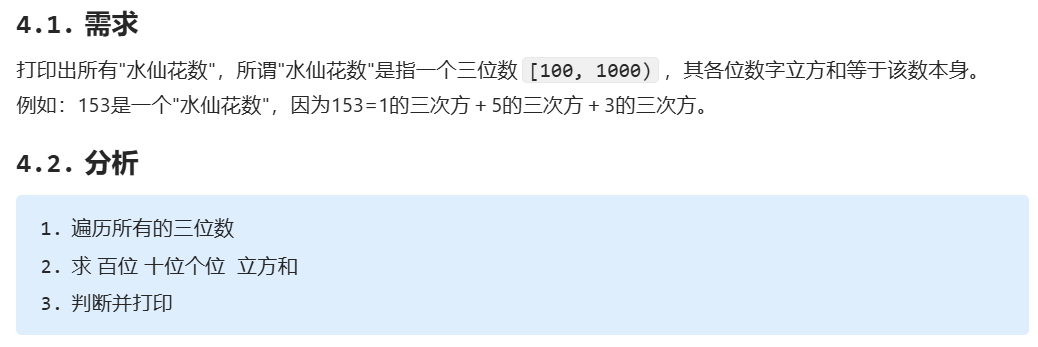 4.1. 需求
打印出所有"水仙花数"，所谓"水仙花数"是指一个三位数 [100, 1000) ，其各位数字立方和等于该数本身。
例如：153是一个"水仙花数"，因为153=1的三次方＋5的三次方＋3的三次方。
4.2. 分析
1. 遍历所有的三位数
2. 求 百位 十位个位  立方和
3. 判断并打印